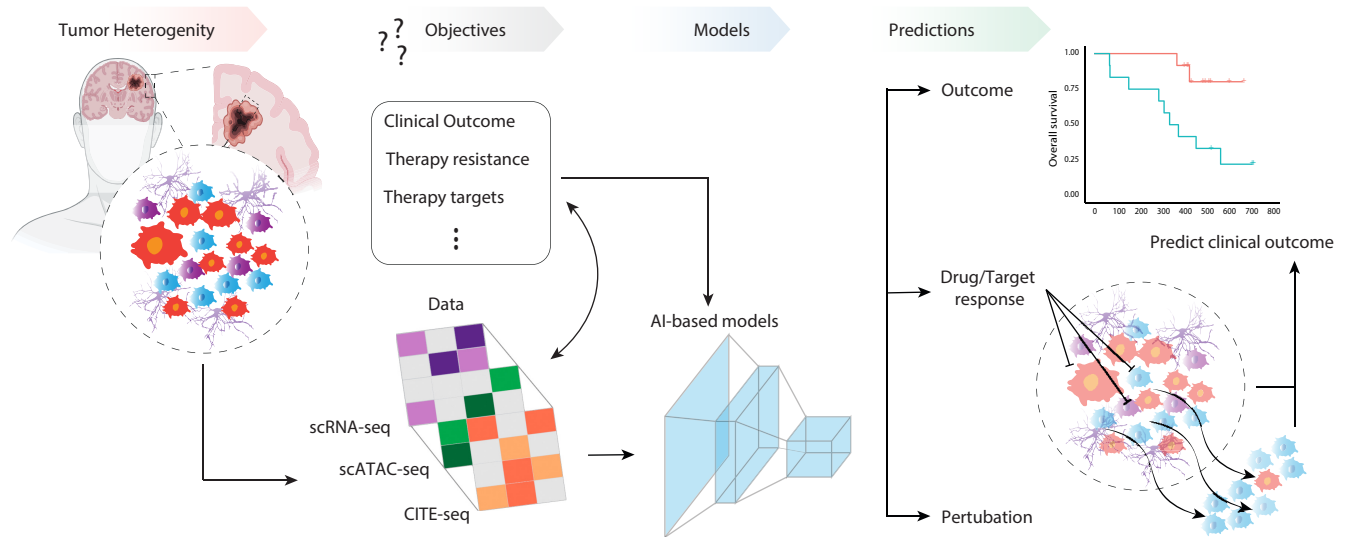 Tumor Heterogenity
? ? ?
Objectives
Models
Predictions
Clinical Outcome
Therapy resistance
Therapy targets
⋮
Data
scRNA-seq
scATAC-seq
CITE-seq
AI-based models
Outcome
Drug/Target
response
Pertubation
Overall survival
1.00
0.75
0.50
0.25
0.00
0 100 200 300 400 500 600 700 800
Predict clinical outcome